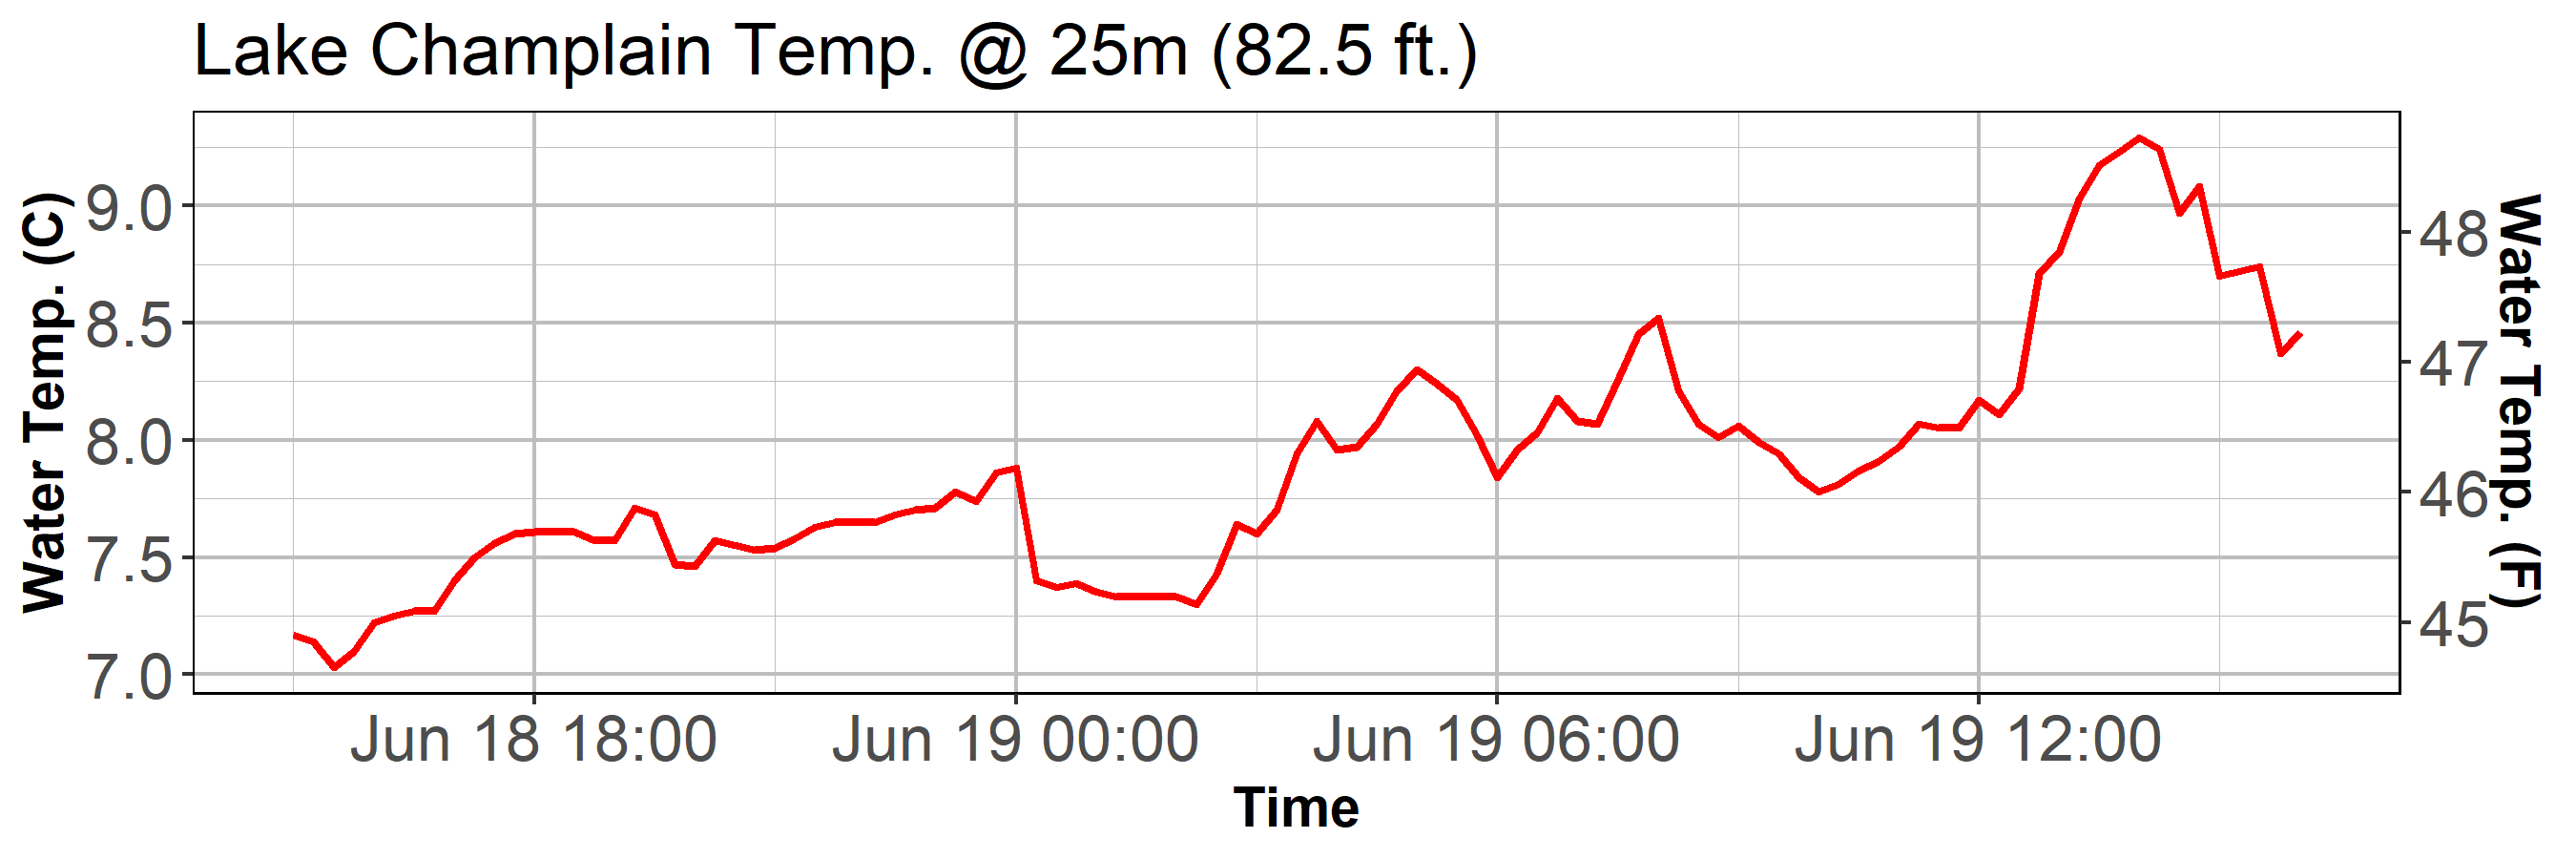 Lake Champlain Temp. @ 25m (82.5 ft.)
Water Temp. (C)
9.0
8.5
8.0
7.5
7.0
48
47
46
45
Water Temp. (F)
Jun 18 18:00 Jun 19 00:00 Jun 19 06:00 Jun 19 12:00
Time